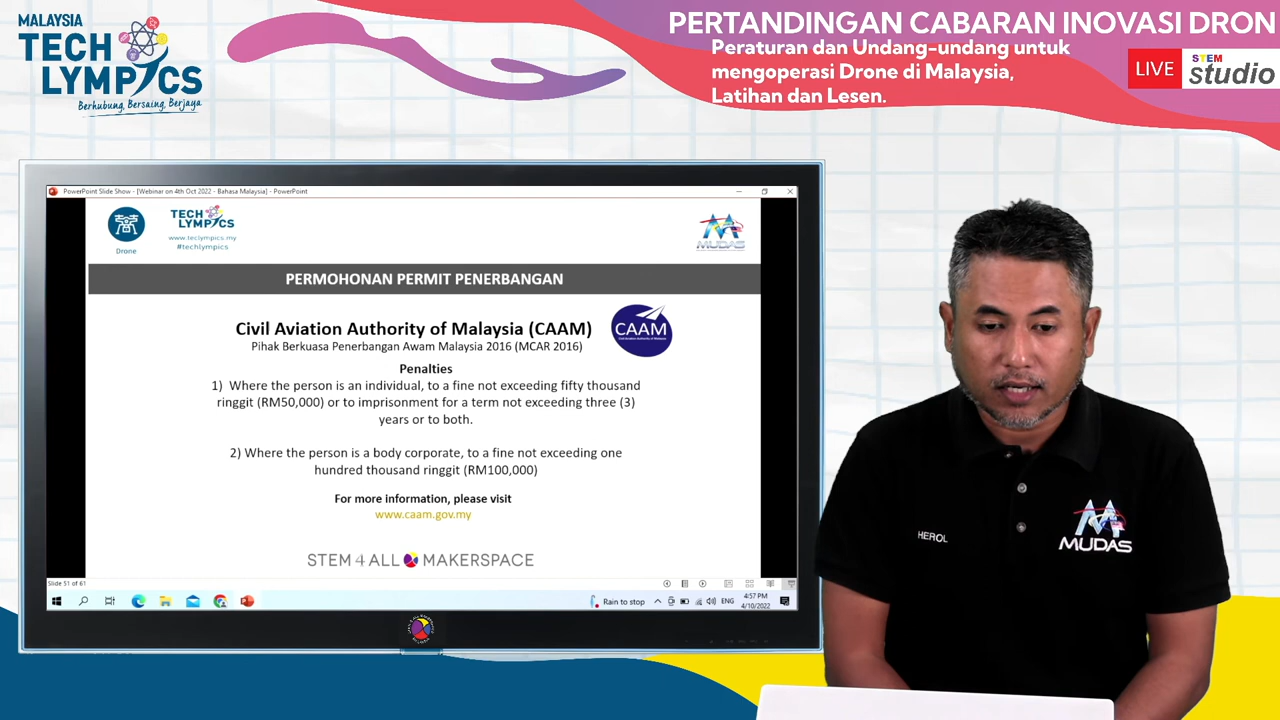 MALAYSIA
TECH
LYMPICS
Berhubung, Bersaing, Berjaya
PERTANDINGAN CABARAN INOVASI DRON
Peraturan dan Undang-undang untuk
mengoperasi Drone di Malaysia,
Latihan dan Lesen.
LIVE
STEM
studio
PowerPoint Slide Show - [Webinar on 4th Oct 2022 - Bahasa Malaysia] - PowerPoint
Drone
TECH
LYMPICS
www.teclympics.my
#techlympics
MUDAS
PERMOHONAN PERMIT PENERBANGAN
Civil Aviation Authority of Malaysia (CAAM)
Pihak Berkuasa Penerbangan Awam Malaysia 2016 (MCAR 2016)
CAAM
Penalties
1) Where the person is an individual, to a fine not exceeding fifty thousand
ringgit (RM50,000) or to imprisonment for a term not exceeding three (3)
years or to both.
2) Where the person is a body corporate, to a fine not exceeding one
hundred thousand ringgit (RM100,000)
For more information, please visit
www.caam.gov.my
STEM 4 ALL MAKERSPACE
Slide 51 of 61
Rain to stop
ENG
4:57 PM
4/10/2022
HEROL
MUDAS